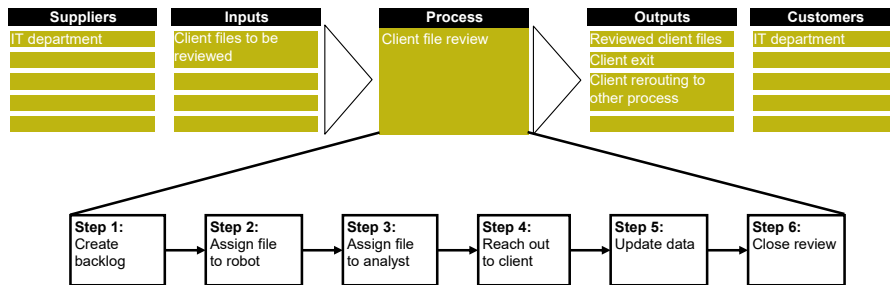 Suppliers
IT department
Inputs
Client files to be
reviewed
Process
Client file review
Outputs
Reviewed client files
Client exit
Client rerouting to
other process
Customers
IT department
Step 1:
Create
backlog
Step 2:
Assign file
to robot
Step 3:
Assign file
to analyst
Step 4:
Reach out
to client
Step 5:
Update data
Step 6:
Close review